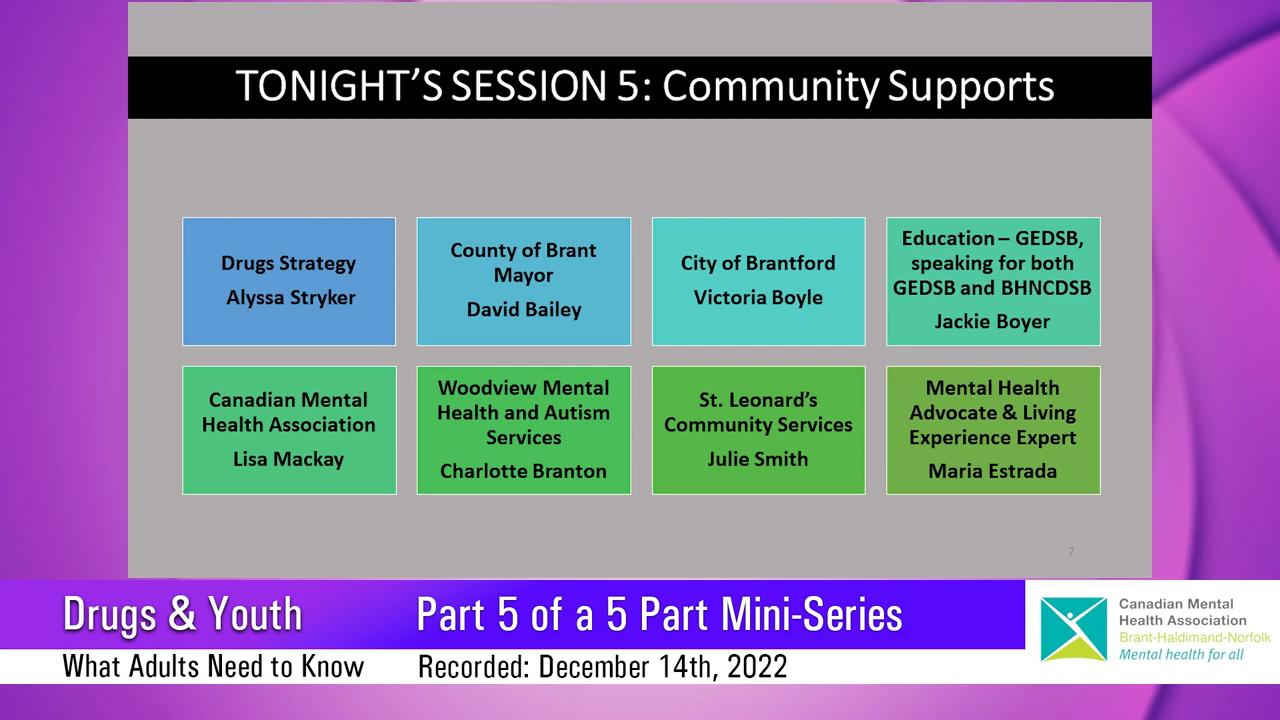 TONIGHT'S SESSION 5: Community Supports
Drugs Strategy
Alyssa Stryker
County of Brant
Mayor
David Bailey
City of Brantford
Victoria Boyle
Education – GEDSB,
speaking for both
GEDSB and BHNCDSB
Jackie Boyer
Canadian Mental
Health Association
Lisa Mackay
Woodview Mental
Health and Autism
Services
Charlotte Branton
St. Leonard's
Community Services
Julie Smith
Mental Health
Advocate & Living
Experience Expert
Maria Estrada
7
Drugs & Youth
Part 5 of a 5 Part Mini-Series
What Adults Need to Know
Recorded: December 14th, 2022
Canadian Mental
Health Association
Brant-Haldimand-Norfolk
Mental health for all